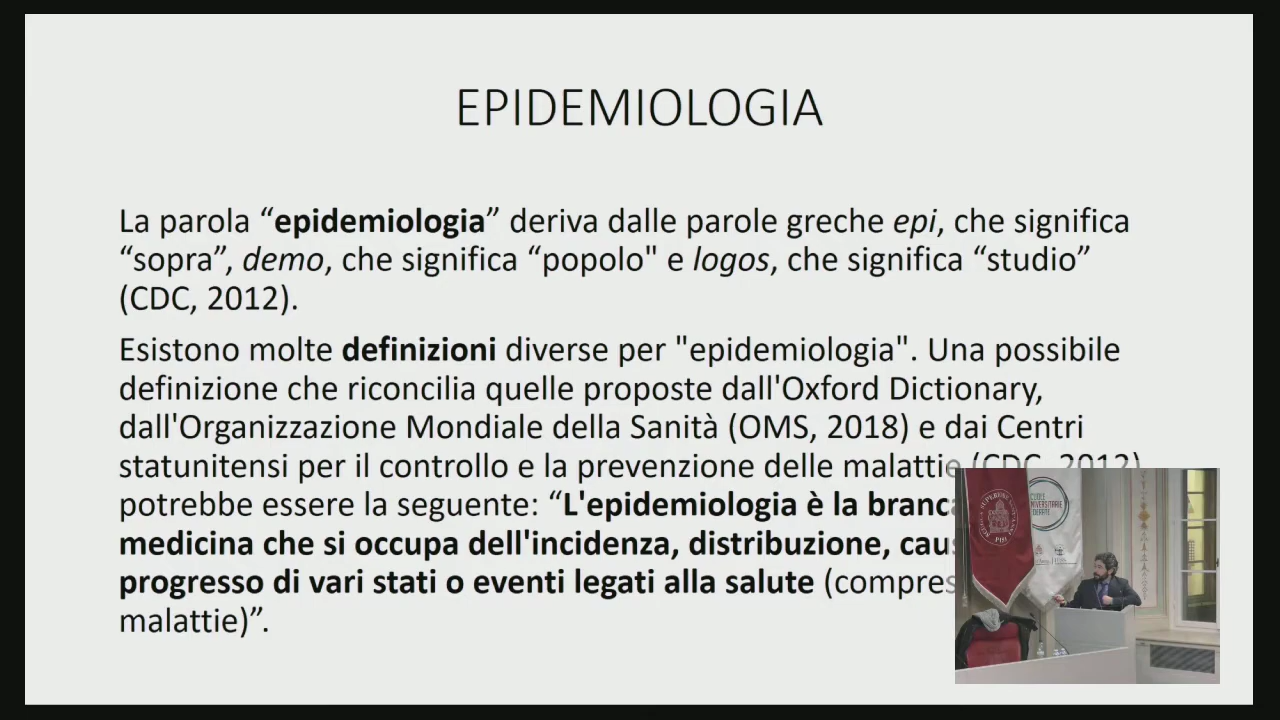 EPIDEMIOLOGIA
La parola “epidemiologia” deriva dalle parole greche epi, che significa
“sopra”, demo, che significa “popolo" e logos, che significa “studio”
(CDC, 2012).
Esistono molte definizioni diverse per "epidemiologia". Una possibile
definizione che riconcilia quelle proposte dall'Oxford Dictionary,
dall'Organizzazione Mondiale della Sanità (OMS, 2018) e dai Centri
statunitensi per il controllo e la prevenzione delle malattie (CDC, 2012)
potrebbe essere la seguente: “L'epidemiologia è la branca
medicina che si occupa dell'incidenza, distribuzione,
progresso di vari stati o eventi legati alla salute
malattie)”.
PISA